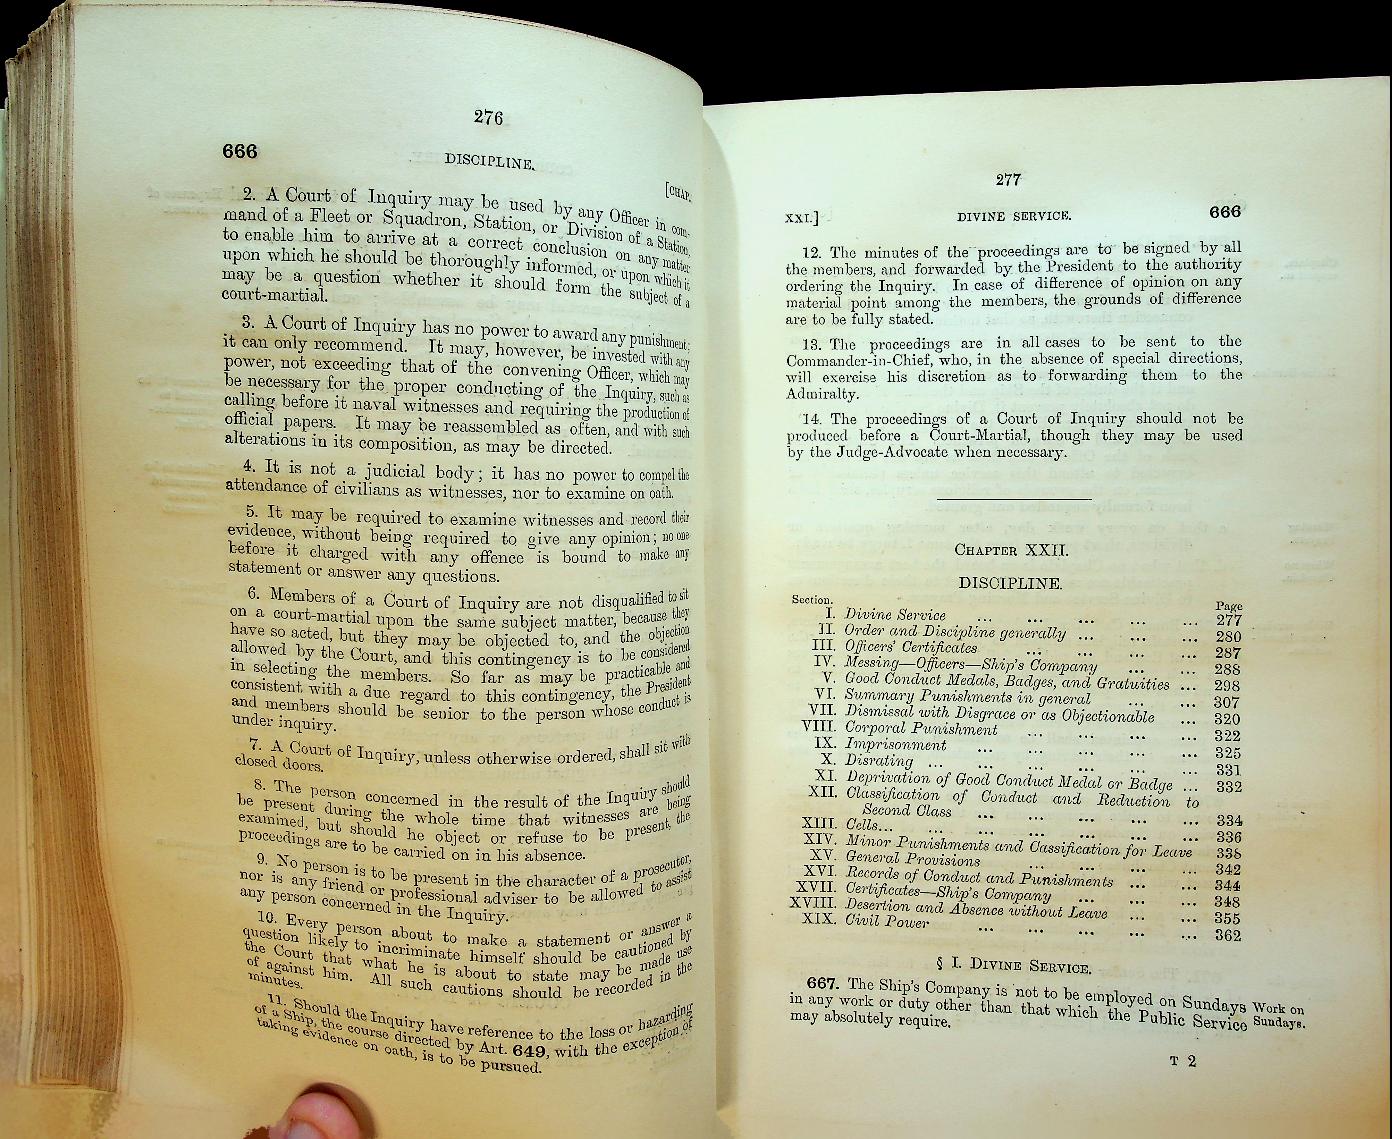 276
666
DISCIPLINE.
[CHAP.
2. A Court of Inquiry may be used by any Officer in com-
mand of a Fleet or Squadron, Station, or Division of a Station,
to enable him to arrive at a correct conclusion on any matter
upon which he should be thoroughly informed, or upon which it
may be a question whether it should form the subject of a
court-martial.
3. A Court of Inquiry has no power to award any punishment;
it can only recommend. It may, however, be invested with any
power, not exceeding that of the convening Officer, which may
be necessary for the proper conducting of the Inquiry, such as
calling before it naval witnesses and requiring the production of
official papers. It may be reassembled as often, and with such
alterations in its composition, as may be directed.
4. It is not a judicial body; it has no power to compel the
attendance of civilians as witnesses, nor to examine on oath.
5. It may be required to examine witnesses and record their
evidence, without being required to give any opinion; no one
before it charged with any offence is bound to make any
statement or answer any questions.
6. Members of a Court of Inquiry are not disqualified to sit
on a court-martial upon the same subject matter, because they
have so acted, but they may be objected to, and the objection
allowed by the Court, and this contingency is to be considered
in selecting the members. So far as may be practicable and
consistent with a due regard to this contingency, the President
and members should be senior to the person whose conduct is
under inquiry.
7. A Court of Inquiry, unless otherwise ordered, shall sit with
closed doors.
8. The person concerned in the result of the Inquiry should
be present during the whole time that witnesses are being
examined, but should he object or refuse to be present, the
proceedings are to be carried on in his absence.
9. No person is to be present in the character of a prosecutor,
nor is any friend or professional adviser to be allowed to assist
any person concerned in the Inquiry.
10. Every person about to make a statement or answer a
question likely to incriminate himself should be cautioned by
the Court that what he is about to state may be made use
of against him. All such cautions should be recorded in the
minutes.
11. Should the Inquiry have reference to the loss or hazarding
of a Ship, the course directed by Art. 649, with the exception of
taking evidence on oath, is to be pursued.
277
XXI.] DIVINE SERVICE. 666
12. The minutes of the proceedings are to be signed by all
the members, and forwarded by the President to the authority
ordering the Inquiry. In case of difference of opinion on any
material point among the members, the grounds of difference
are to be fully stated.
13. The proceedings are in all cases to be sent to the
Commander-in-Chief, who, in the absence of special directions,
will exercise his discretion as to forwarding them to the
Admiralty.
14. The proceedings of a Court of Inquiry should not be
produced before a Court-Martial, though they may be used
by the Judge-Advocate when necessary.
CHAPTER XXII.
DISCIPLINE.
Section. Page
I. Divine Service ... ... ... ... ... 277
II. Order and Discipline generally ... ... ... 280
III. Officers' Certificates ... ... ... ... 287
IV. Messing—Officers—Ship's Company ... ... 288
V. Good Conduct Medals, Badges, and Gratuities ... 298
VI. Summary Punishments in general ... ... 307
VII. Dismissal with Disgrace or as Objectionable ... 320
VIII. Corporal Punishment ... ... ... ... 322
IX. Imprisonment ... ... ... ... ... 325
X. Disrating ... ... ... ... ... ... 331
XI. Deprivation of Good Conduct Medal or Badge ... 332
XII. Classification of Conduct and Reduction to
Second Class ... ... ... ... ... 334
XIII. Cells... ... ... ... ... ... ... 336
XIV. Minor Punishments and Cassification for Leave 338
XV. General Provisions ... ... ... ... 342
XVI. Records of Conduct and Punishments ... ... 344
XVII. Certificates—Ship's Company ... ... ... 348
XVIII. Desertion and Absence without Leave ... ... 355
XIX. Civil Power ... ... ... ... ... 362
§ I. DIVINE SERVICE.
667. The Ship's Company is not to be employed on Sundays Work on
in any work or duty other than that which the Public Service Sundays.
may absolutely require.
T 2